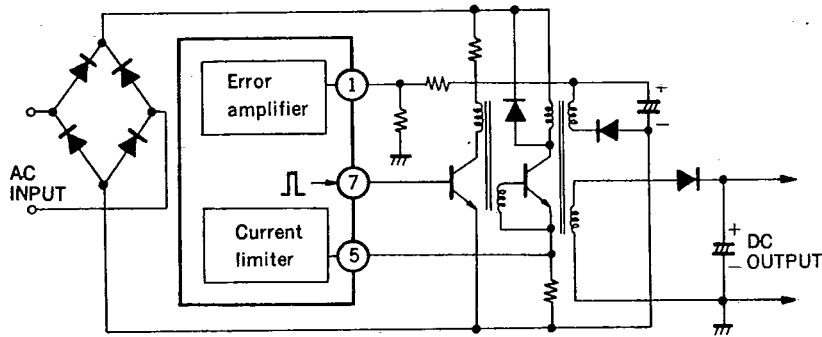 Error
amplifier
1
+
−
AC
INPUT
7
Current
limiter
5
+
−
DC
OUTPUT